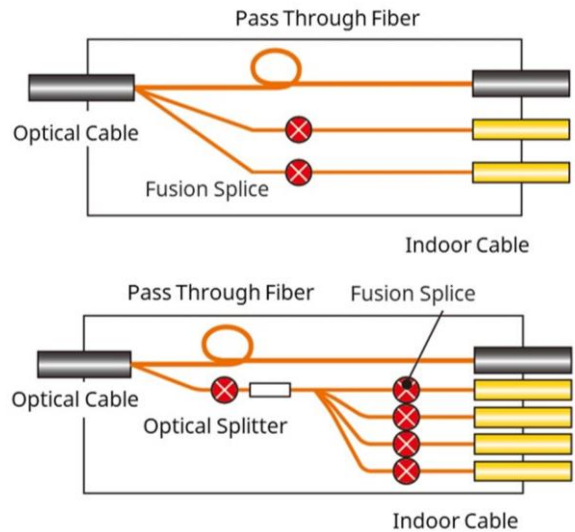 Pass Through Fiber
Optical Cable
Fusion Splice
Indoor Cable
Pass Through Fiber
Fusion Splice
Optical Cable
Optical Splitter
Indoor Cable